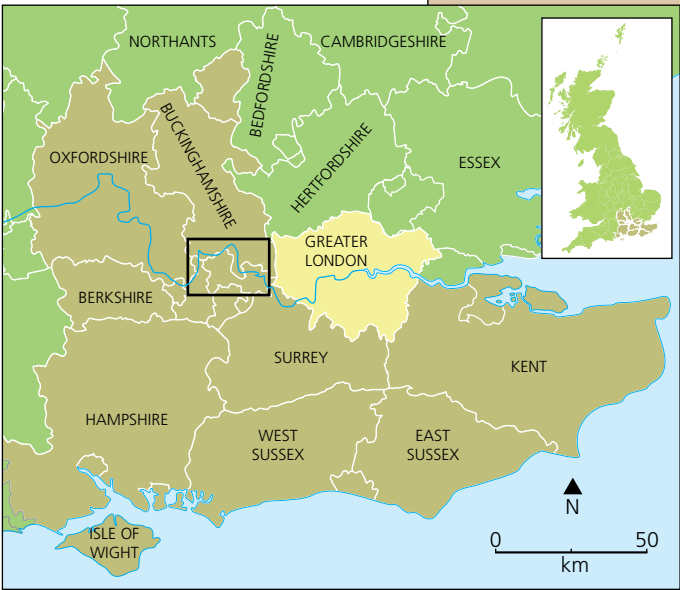 NORTHANTS
BEDFORDSHIRE
CAMBRIDGESHIRE
BUCKINGHAMSHIRE
OXFORDSHIRE
HERTFORDSHIRE
ESSEX
GREATER
LONDON
BERKSHIRE
SURREY
KENT
HAMPSHIRE
WEST
SUSSEX
EAST
SUSSEX
N
ISLE OF
WIGHT
0 50
km